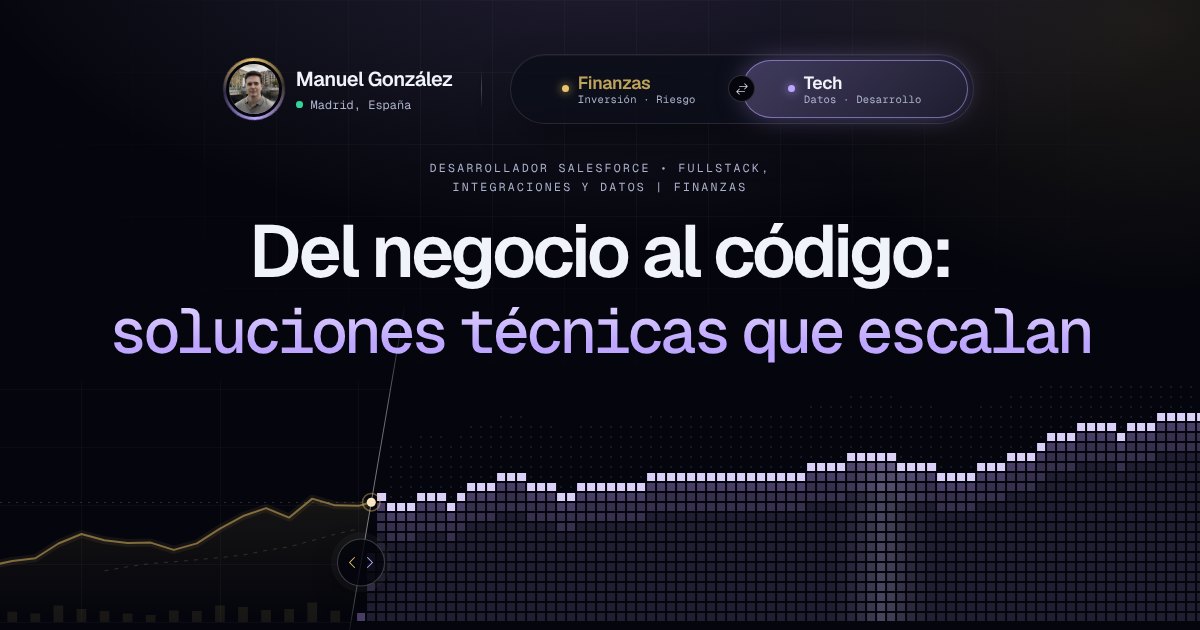 Manuel González
Madrid, España
Finanzas
Inversión · Riesgo
Tech
Datos · Desarrollo
DESARROLLADOR SALESFORCE • FULLSTACK,
INTEGRACIONES Y DATOS | FINANZAS
Del negocio al código:
soluciones técnicas que escalan